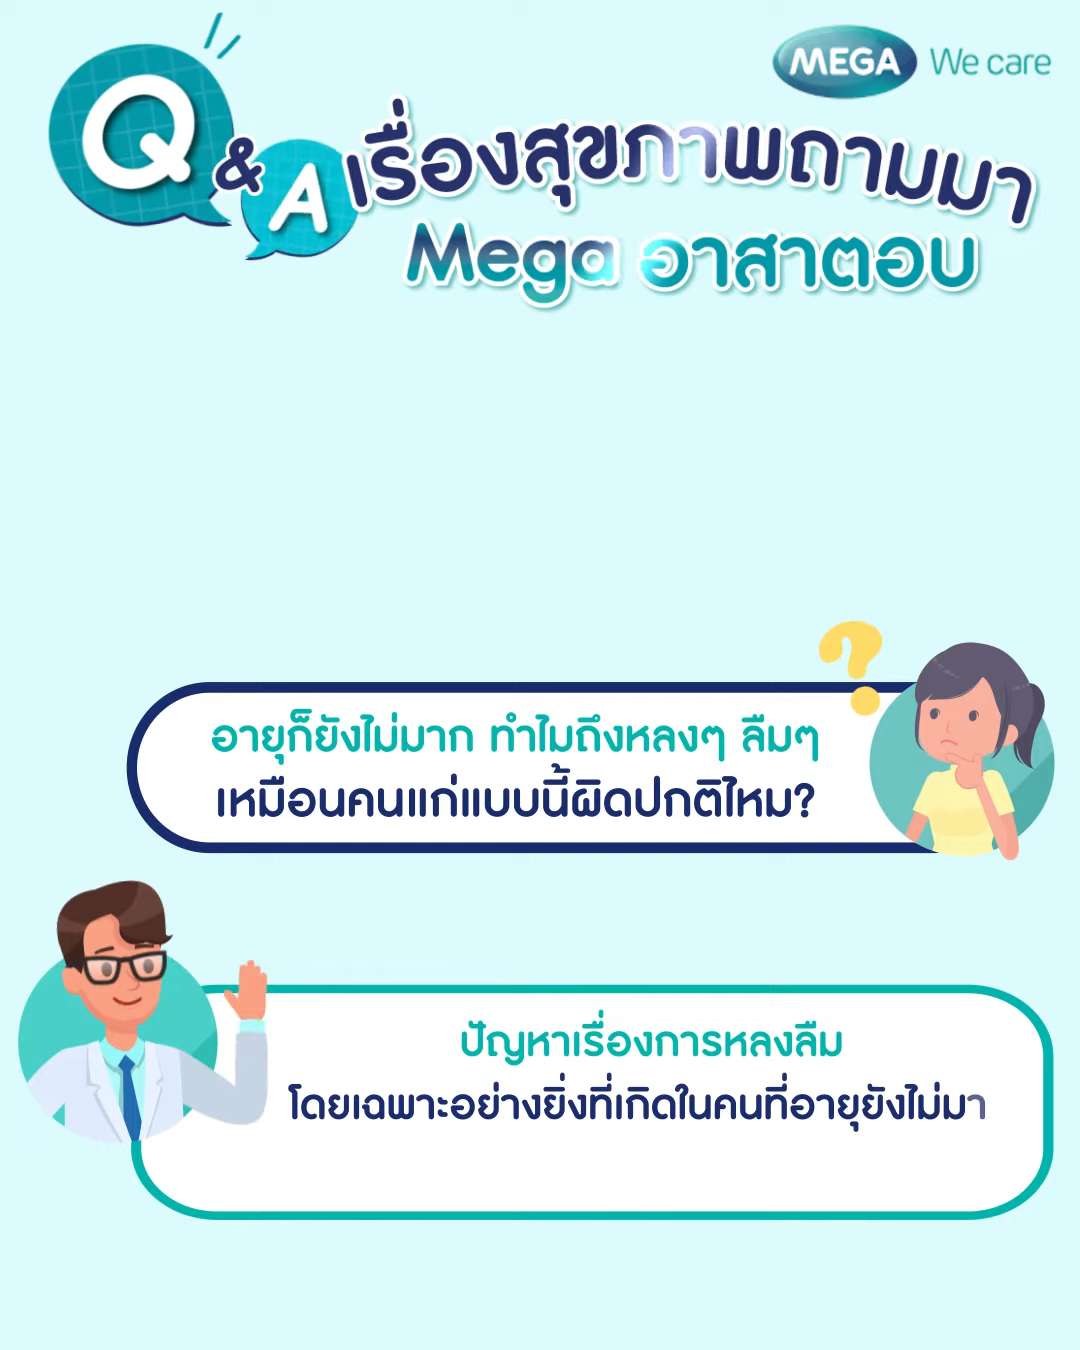 MEGA We care
Q & A เรื่องสุขภาพถามมา
Mega อาสาตอบ
?
อายุก็ยังไม่มาก ทำไมถึงหลงๆ ลืมๆ
เหมือนคนแก่แบบนี้ผิดปกติไหม?
ปัญหาเรื่องการหลงลืม
โดยเฉพาะอย่างยิ่งที่เกิดในคนที่อายุยังไม่มา